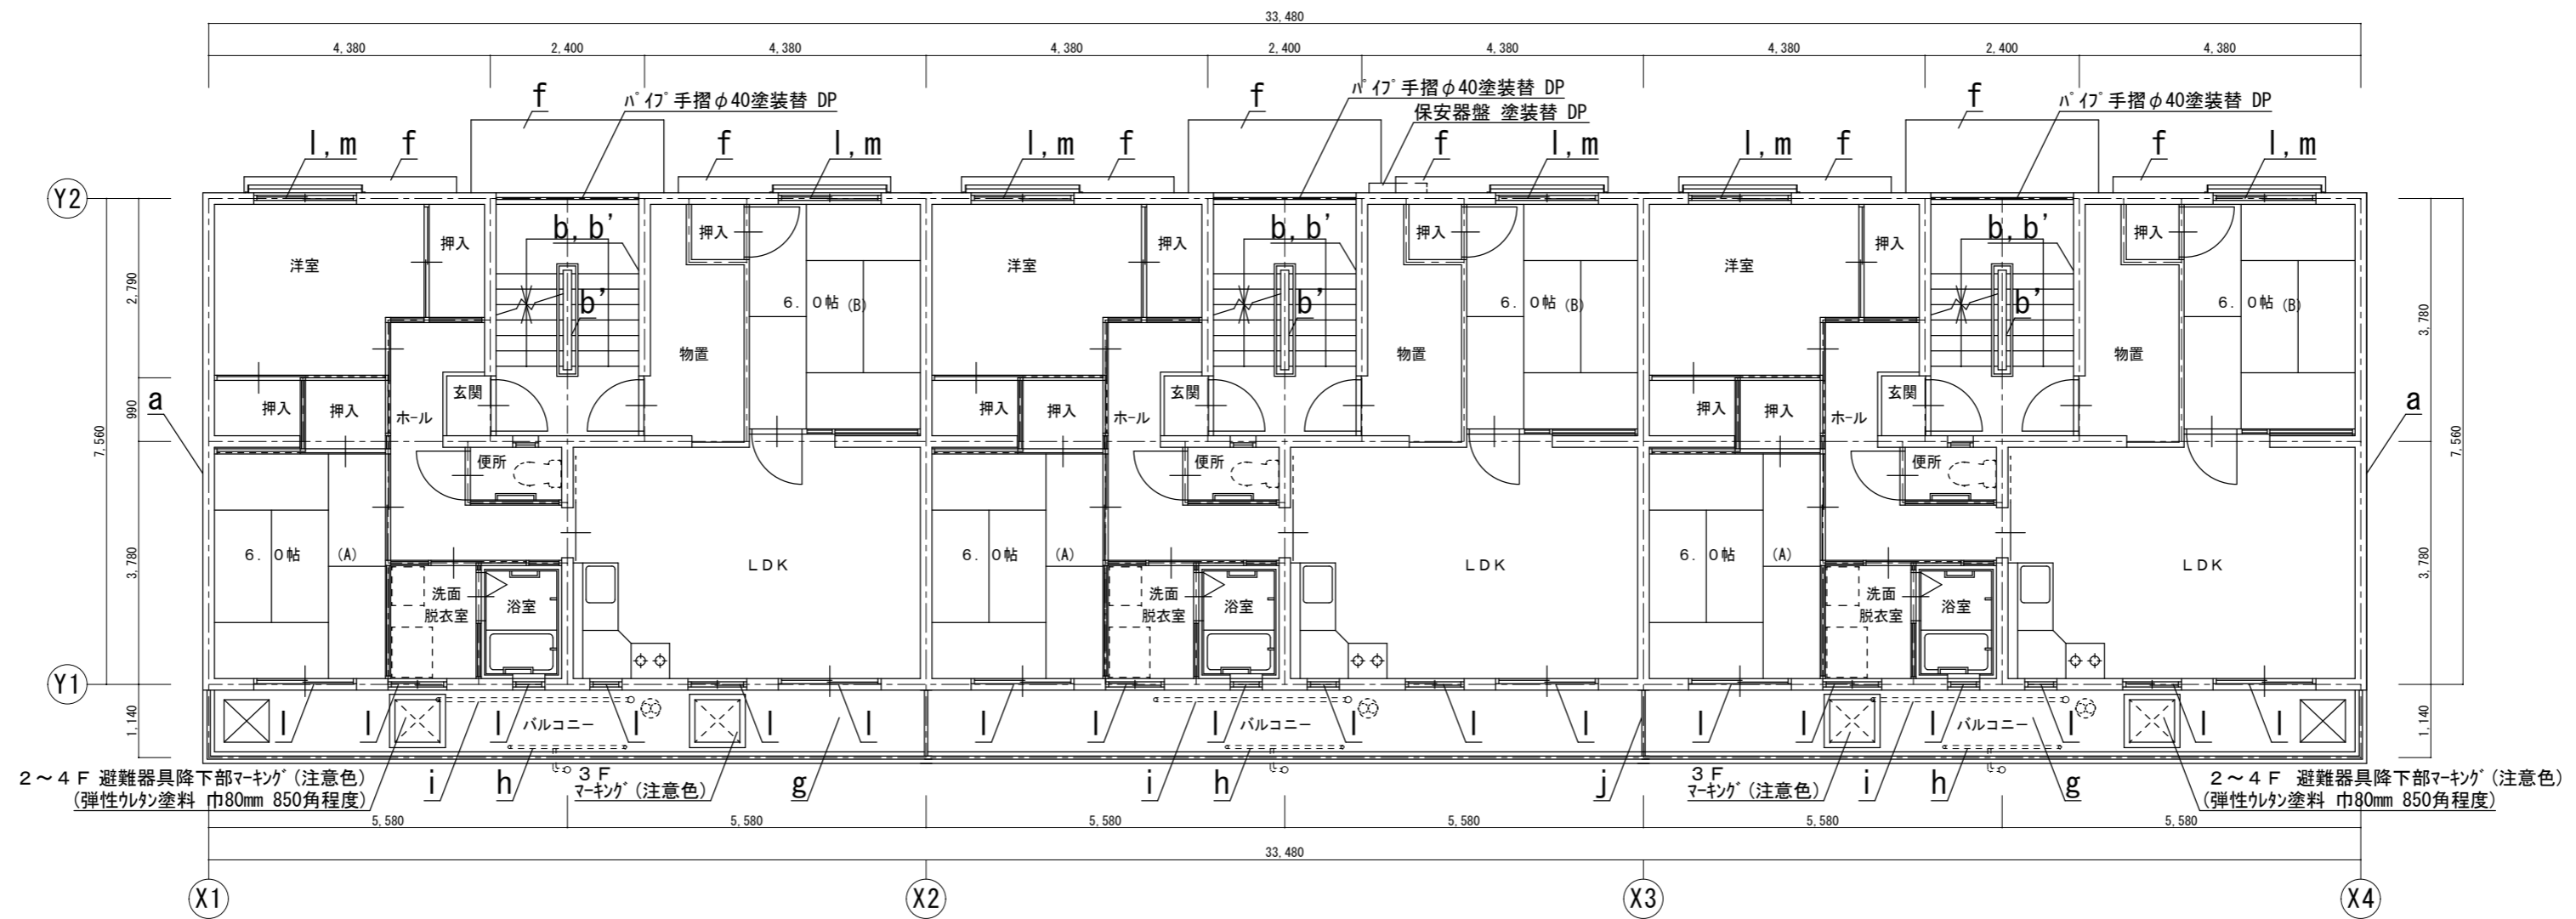 33,480
4,380 2,400 4,380 4,380 2,400 4,380 4,380 2,400 4,380
f パイプ手摺φ40塗装替 DP f パイプ手摺φ40塗装替 DP f パイプ手摺φ40塗装替 DP
保安器盤 塗装替 DP
l,m f f l,m l,m f f l,m l,m f f l,m
Y2 Y2
押入 押入 押入
b,b' b,b' b,b'
押入 押入 押入
洋室 洋室 洋室
2,790 3,780
b' 6.0帖 (B) b' 6.0帖 (B) b' 6.0帖 (B)
物置 物置 物置
玄関 玄関 玄関
a 990 a
押入 押入 ホール 押入 押入 ホール 押入 押入 ホール
7,560 7,560
便所 便所 便所
6.0帖 (A) 6.0帖 (A) 6.0帖 (A)
3,780 3,780
LDK LDK LDK
洗面 洗面 洗面
脱衣室 浴室 脱衣室 浴室 脱衣室 浴室
Y1 Y1
1,140 1,140
l l l バルコニー l l l l l l バルコニー l l l l l l バルコニー l l l
2~4F 避難器具降下部マーキング(注意色)
(弾性ウレタン塗料 巾80mm 850角程度)
i h
3F
マーキング(注意色)
g i h j
3F
マーキング(注意色)
i h g
2~4F 避難器具降下部マーキング(注意色)
(弾性ウレタン塗料 巾80mm 850角程度)
5,580 5,580 5,580 5,580 5,580 5,580
33,480
X1 X2 X3 X4